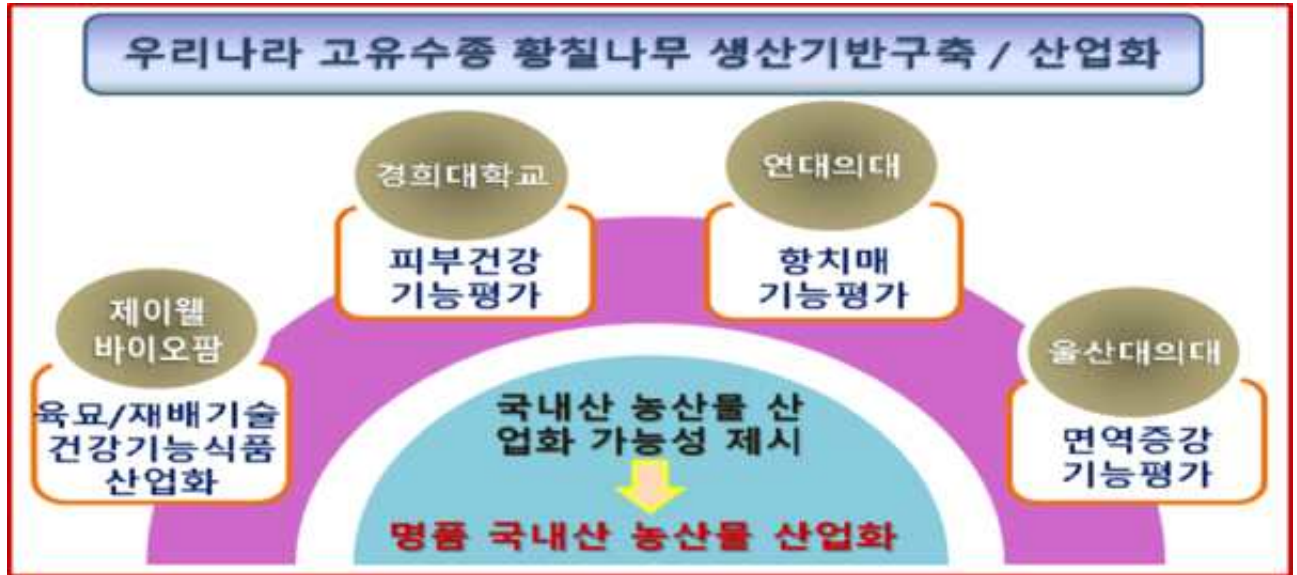 우리나라 고유수종 황칠나무 생산기반구축 / 산업화
제이웰
바이오팜
육묘/재배기술
건강기능식품
산업화
경희대학교
피부건강
기능평가
연대의대
항치매
기능평가
울산대의대
면역증강
기능평가
국내산 농산물 산
업화 가능성 제시
명품 국내산 농산물 산업화